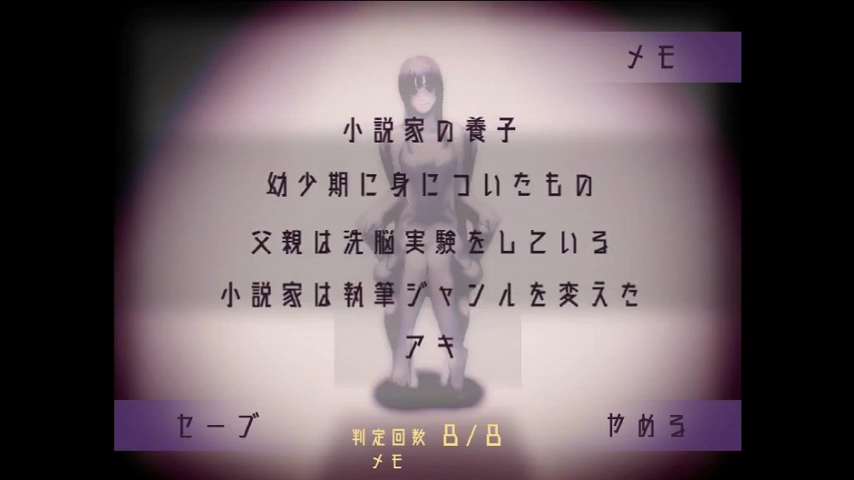 メモ
小説家の養子
幼少期に身についたもの
父親は洗脳実験をしている
小説家は執筆ジャンルを変えた
アキ
セーブ
判定回数 8/8
やめる
メモ